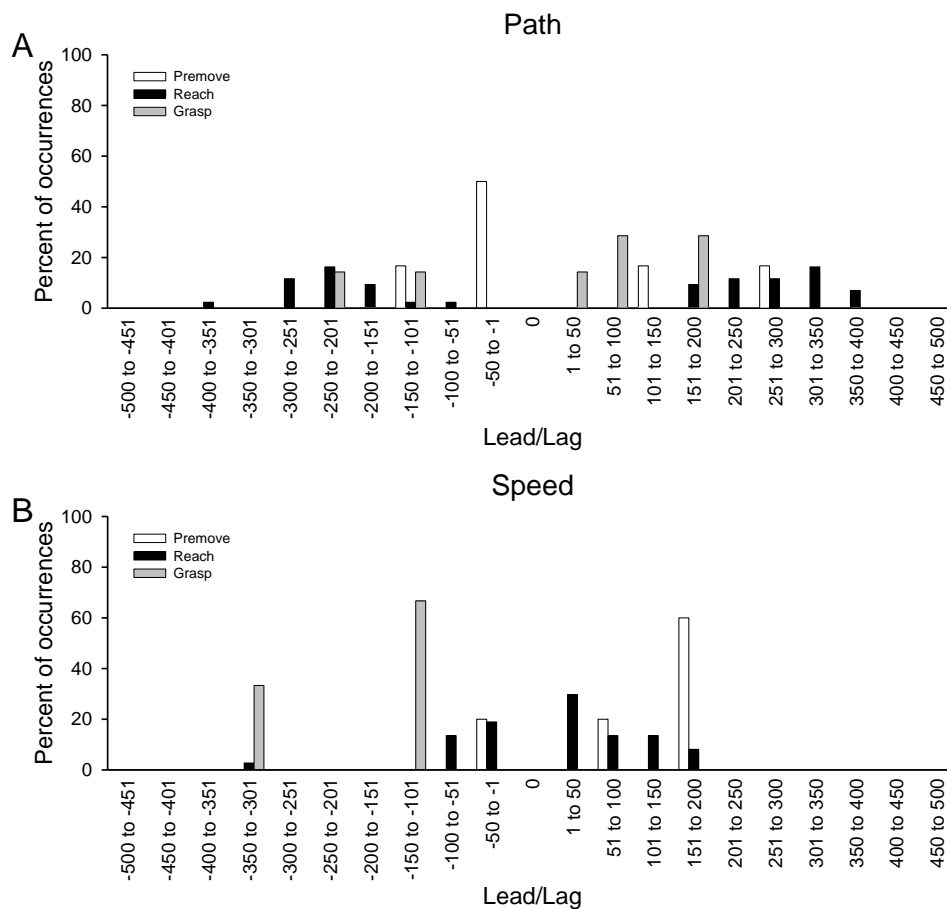 Path
A
100
80
60
40
20
0
Percent of occurrences
Premove
Reach
Grasp
-500 to -451
-450 to -401
-400 to -351
-350 to -301
-300 to -251
-250 to -201
-200 to -151
-150 to -101
-100 to -51
-50 to -1
0
1 to 50
51 to 100
101 to 150
151 to 200
201 to 250
251 to 300
301 to 350
350 to 400
400 to 450
450 to 500
Lead/Lag
Speed
B
100
80
60
40
20
0
Percent of occurrences
Premove
Reach
Grasp
-500 to -451
-450 to -401
-400 to -351
-350 to -301
-300 to -251
-250 to -201
-200 to -151
-150 to -101
-100 to -51
-50 to -1
0
1 to 50
51 to 100
101 to 150
151 to 200
201 to 250
251 to 300
301 to 350
350 to 400
400 to 450
450 to 500
Lead/Lag